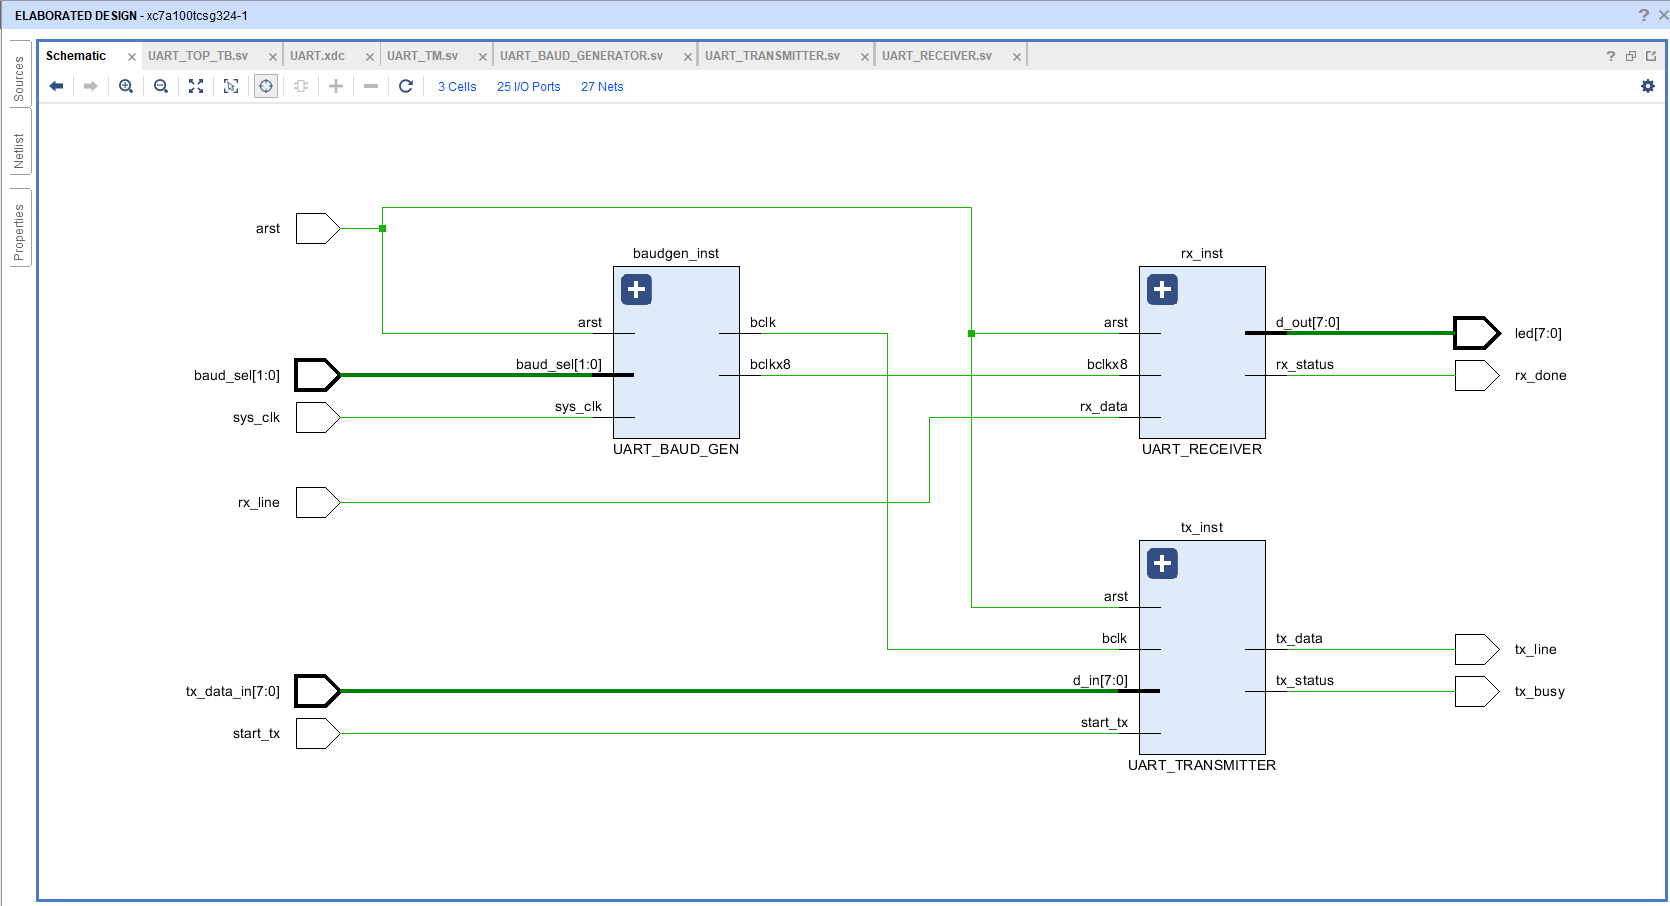 ELABORATED DESIGN - xc7a100tcsg324-1
?
Sources
Netlist
Properties
Schematic UART_TOP_TB.sv UART.xdc UART_TM.sv UART_BAUD_GENERATOR.sv UART_TRANSMITTER.sv UART_RECEIVER.sv ?
3 Cells 25 I/O Ports 27 Nets
arst
baudgen_inst rx_inst
arst bclk arst d_out[7:0] led[7:0]
baud_sel[1:0] baud_sel[1:0] bclkx8 bclkx8 rx_status rx_done
sys_clk sys_clk rx_data
UART_BAUD_GEN UART_RECEIVER
rx_line
tx_inst
arst
bclk tx_data tx_line
tx_data_in[7:0] d_in[7:0] tx_status tx_busy
start_tx start_tx
UART_TRANSMITTER